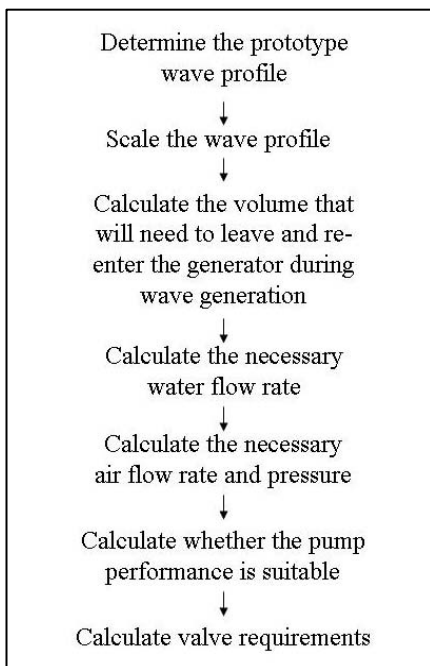 Determine the prototype
wave profile
Scale the wave profile
Calculate the volume that
will need to leave and re-
enter the generator during
wave generation
Calculate the necessary
water flow rate
Calculate the necessary
air flow rate and pressure
Calculate whether the pump
performance is suitable
Calculate valve requirements